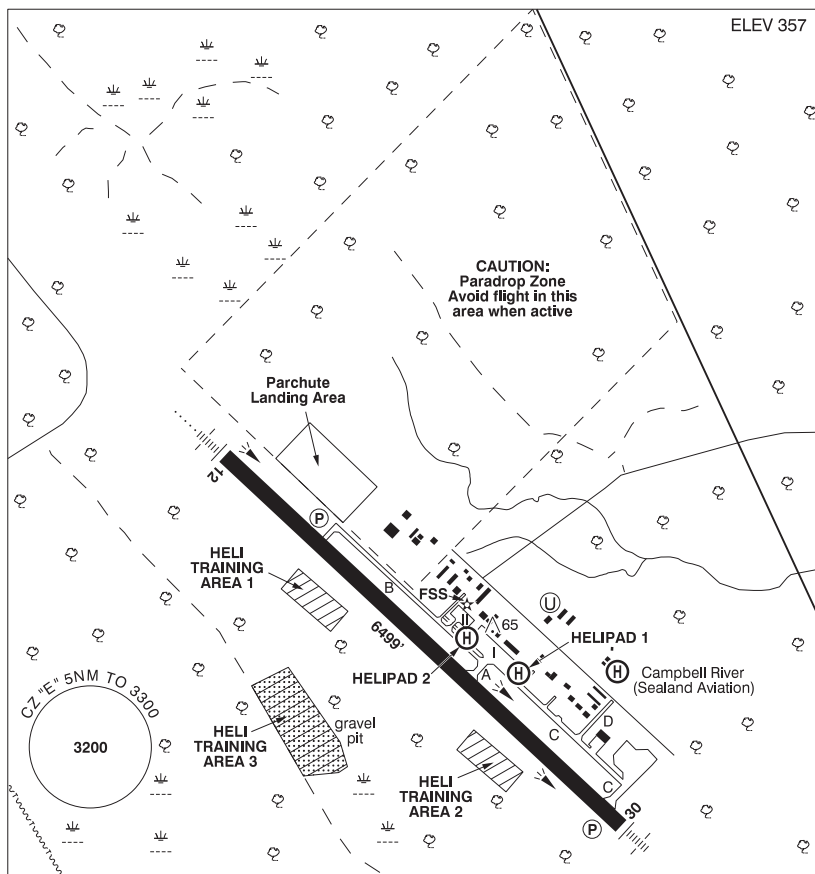 ELEV 357
CAUTION:
Paradrop Zone
Avoid flight in this
area when active
Parchute
Landing Area
12
P
HELI
TRAINING
AREA 1
B
FSS
II
65
U
H
HELIPAD 1
6499'
HELIPAD 2
I
H
A
H
Campbell River
(Sealand Aviation)
CZ "E" 5NM TO 3300
3200
HELI
TRAINING
AREA 3
gravel
pit
D
C
HELI
TRAINING
AREA 2
C
30
P